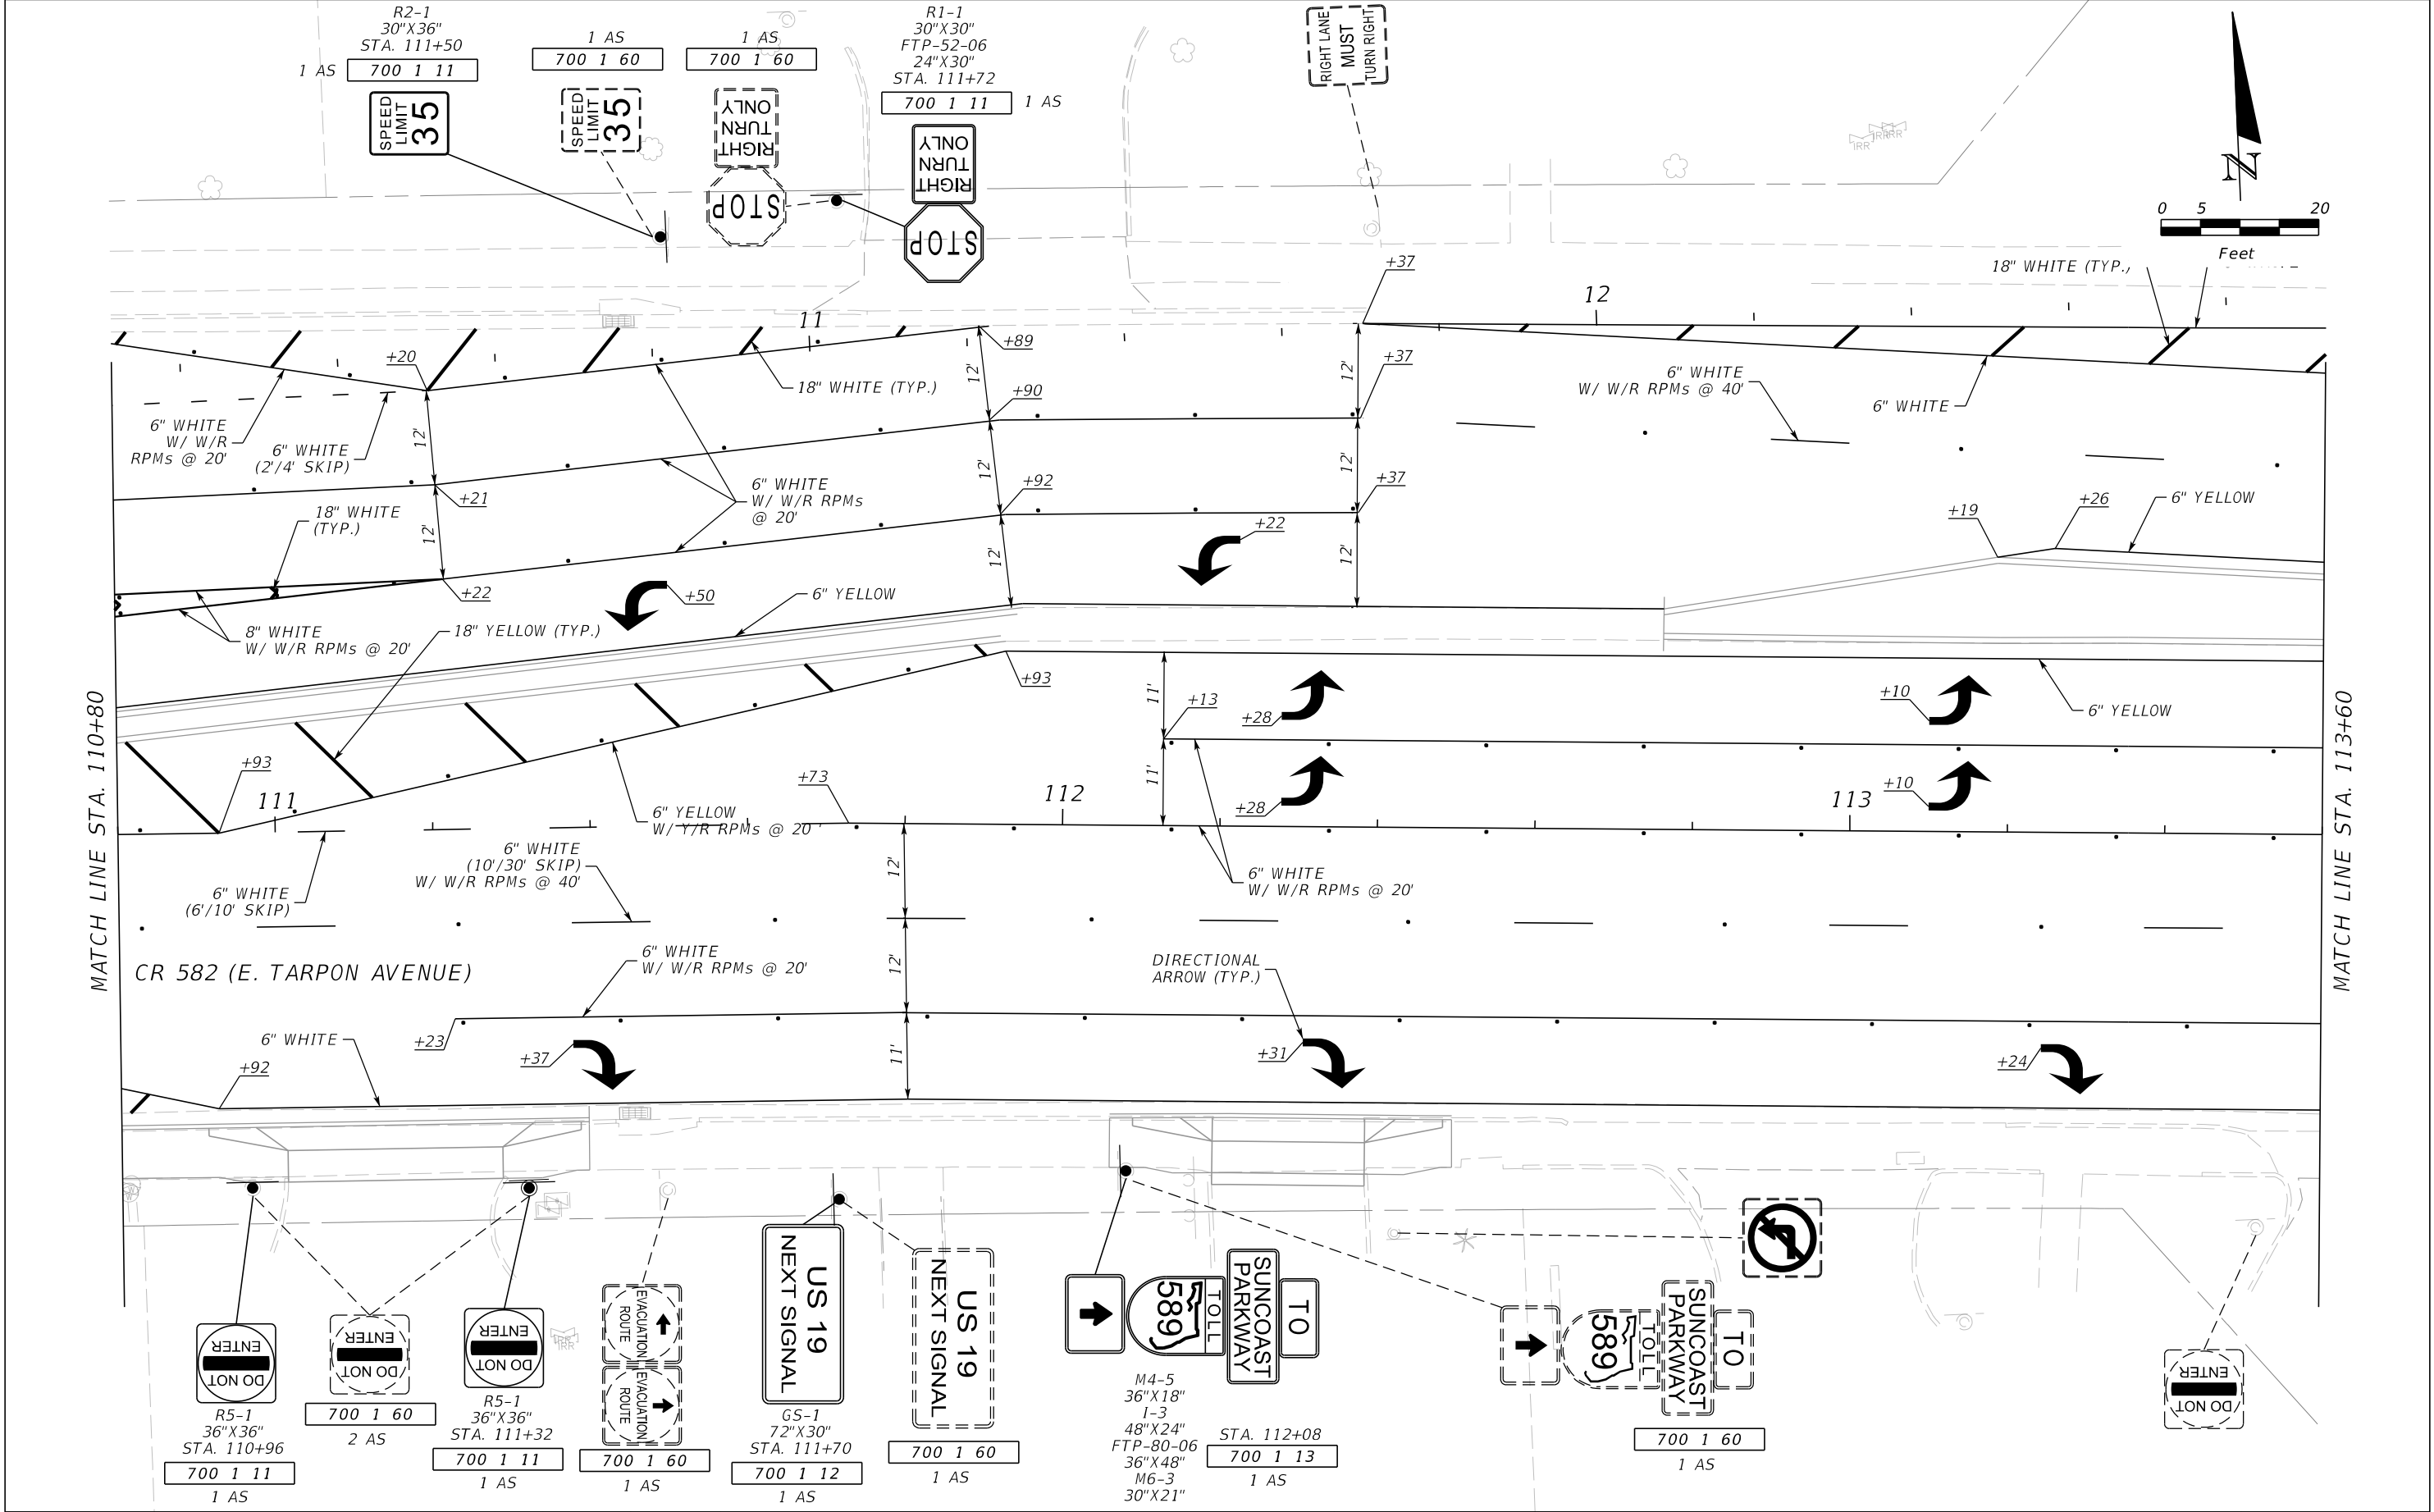 R2-1
30"X36"
STA. 111+50
1 AS
700 1 11
SPEED
LIMIT
35
1 AS
700 1 60
SPEED
LIMIT
35
1 AS
700 1 60
RIGHT
TURN
ONLY
STOP
R1-1
30"X30"
FTP-52-06
24"X30"
STA. 111+72
700 1 11
1 AS
RIGHT
TURN
ONLY
STOP
RIGHT LANE
MUST
TURN RIGHT
IRR
IRR
IRR
N
0 5 20
Feet
18" WHITE (TYP.)
+37
12
11
+20
+89
+37
12'
12'
18" WHITE (TYP.)
6" WHITE
W/ W/R RPMs @ 40'
6" WHITE
+90
6" WHITE
W/ W/R
RPMs @ 20'
6" WHITE
(2'/4' SKIP)
12'
12'
12'
+37
+92
+21
6" WHITE
W/ W/R RPMs
@ 20'
18" WHITE
(TYP.)
12'
+22
12'
12'
+19
+26
6" YELLOW
+22
+50
6" YELLOW
8" WHITE
W/ W/R RPMs @ 20'
18" YELLOW (TYP.)
+93
11'
+13
+28
+10
6" YELLOW
MATCH LINE STA. 110+80
MATCH LINE STA. 113+60
+93
111
+73
112
11'
+28
+10
113
6" YELLOW
W/ Y/R RPMs @ 20'
6" WHITE
(10'/30' SKIP)
W/ W/R RPMs @ 40'
12'
6" WHITE
W/ W/R RPMs @ 20'
6" WHITE
(6'/10' SKIP)
CR 582 (E. TARPON AVENUE)
6" WHITE
W/ W/R RPMs @ 20'
12'
DIRECTIONAL
ARROW (TYP.)
6" WHITE
+23
+37
+92
11'
+31
+24
DO NOT
ENTER
R5-1
36"X36"
STA. 110+96
700 1 11
1 AS
DO NOT
ENTER
700 1 60
2 AS
DO NOT
ENTER
R5-1
36"X36"
STA. 111+32
700 1 11
1 AS
IRR
EVACUATION
ROUTE
EVACUATION
ROUTE
700 1 60
1 AS
US 19
NEXT SIGNAL
GS-1
72"X30"
STA. 111+70
700 1 12
1 AS
US 19
NEXT SIGNAL
700 1 60
1 AS
TO
SUNCOAST
PARKWAY
TOLL
589
M4-5
36"X18"
I-3
48"X24"
FTP-80-06
36"X48"
M6-3
30"X21"
STA. 112+08
700 1 13
1 AS
TO
SUNCOAST
PARKWAY
TOLL
589
700 1 60
1 AS
DO NOT
ENTER